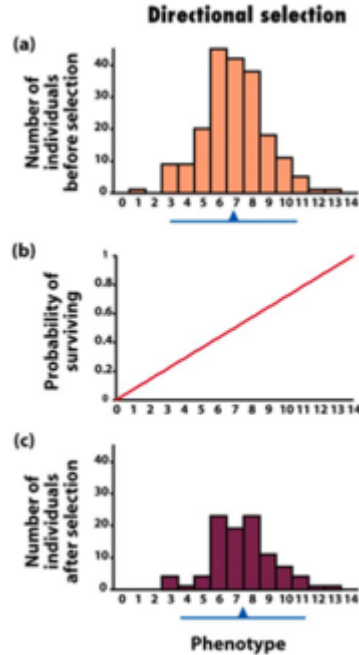 Directional selection
(a)
Number of
individuals
before selection
40
30
20
10
0 1 2 3 4 5 6 7 8 9 10 11 12 13 14
(b)
Probability of
surviving
1
0.8
0.6
0.4
0.2
0
0 1 2 3 4 5 6 7 8 9 10 11 12 13 14
(c)
Number of
individuals
after selection
40
30
20
10
0 1 2 3 4 5 6 7 8 9 10 11 12 13 14
Phenotype